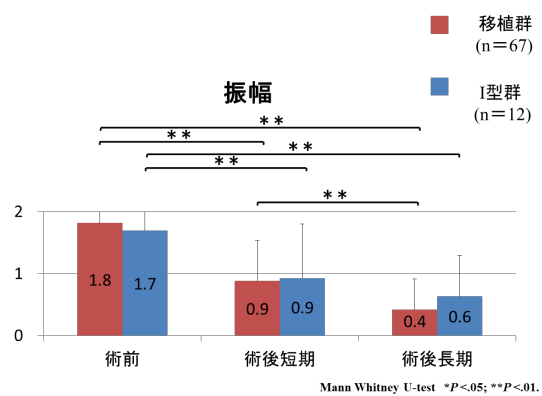 移植群
(n＝67)
I型群
(n＝12)
振幅
**
**
**
**
**
2
1
0
1.8
1.7
0.9
0.9
0.4
0.6
術前
術後短期
術後長期
Mann Whitney U-test *P<.05; **P<.01.